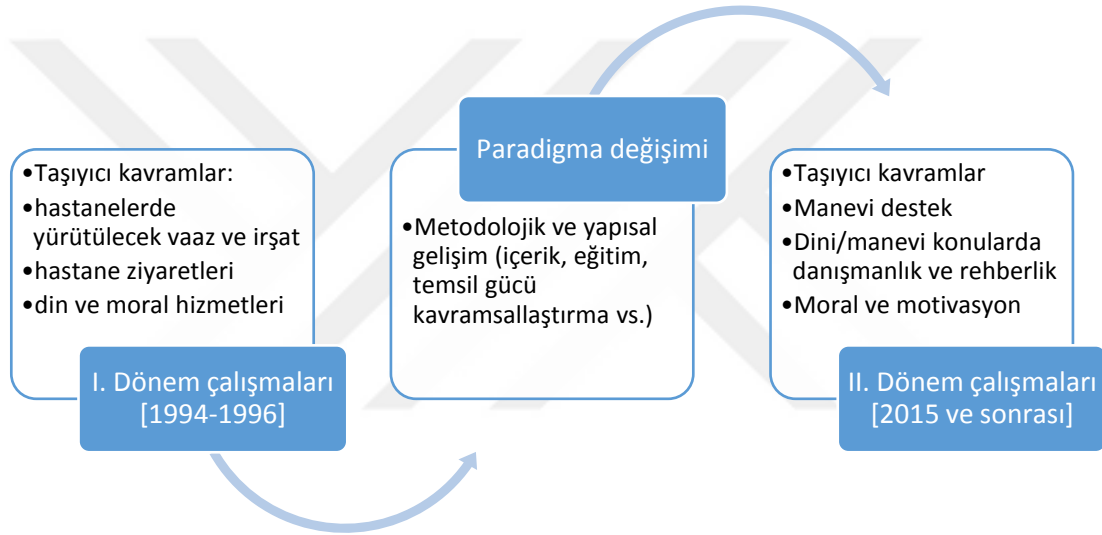 •Taşıyıcı kavramlar:
•hastanelerde
yürütülecek vaaz ve irşat
•hastane ziyaretleri
•din ve moral hizmetleri
I. Dönem çalışmaları
[1994-1996]
Paradigma değişimi
•Metodolojik ve yapısal
gelişim (içerik, eğitim,
temsil gücü
kavramsallaştırma vs.)
•Taşıyıcı kavramlar
•Manevi destek
•Dini/manevi konularda
danışmanlık ve rehberlik
•Moral ve motivasyon
II. Dönem çalışmaları
[2015 ve sonrası]